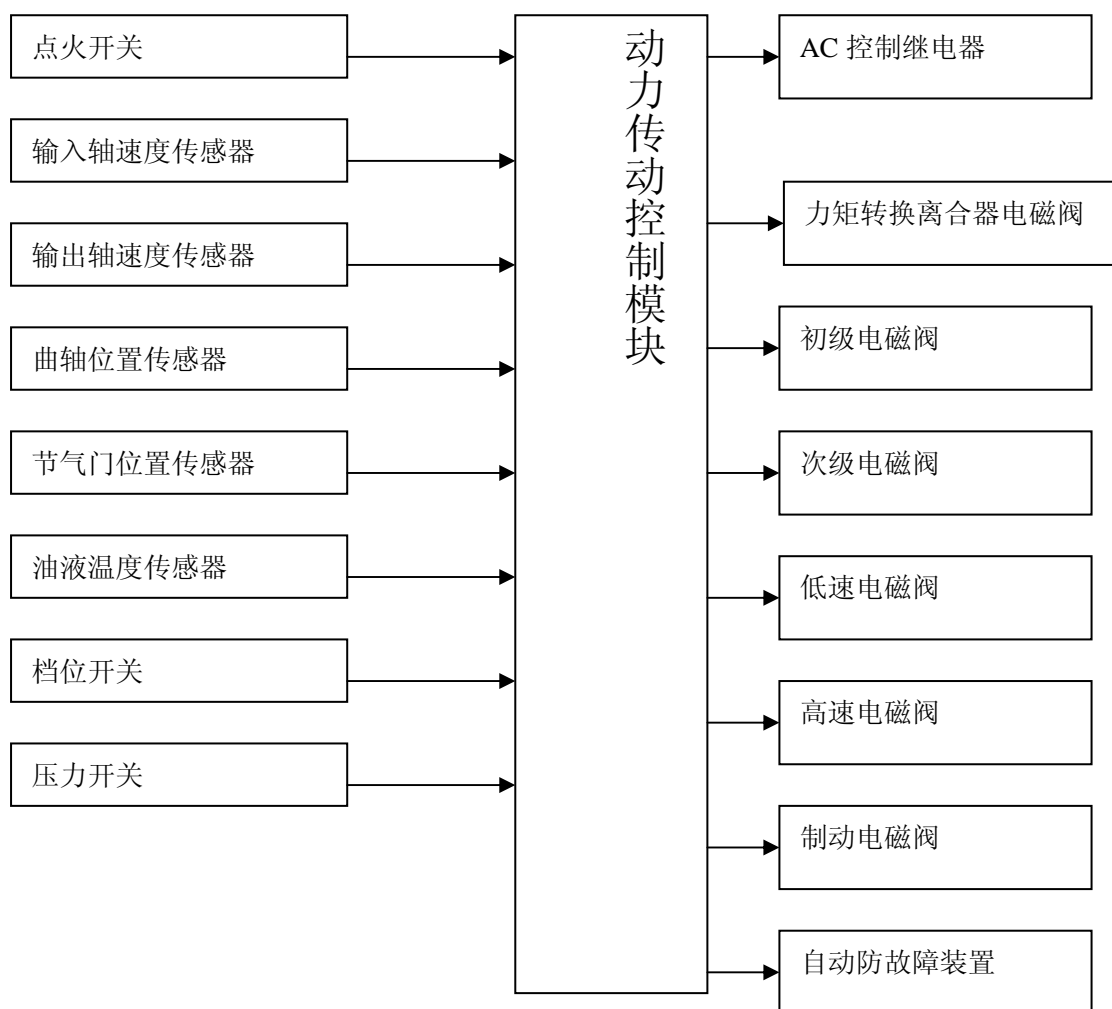 点火开关
输入轴速度传感器
输出轴速度传感器
曲轴位置传感器
节气门位置传感器
油液温度传感器
档位开关
压力开关
动力传动控制模块
AC 控制继电器
力矩转换离合器电磁阀
初级电磁阀
次级电磁阀
低速电磁阀
高速电磁阀
制动电磁阀
自动防故障装置